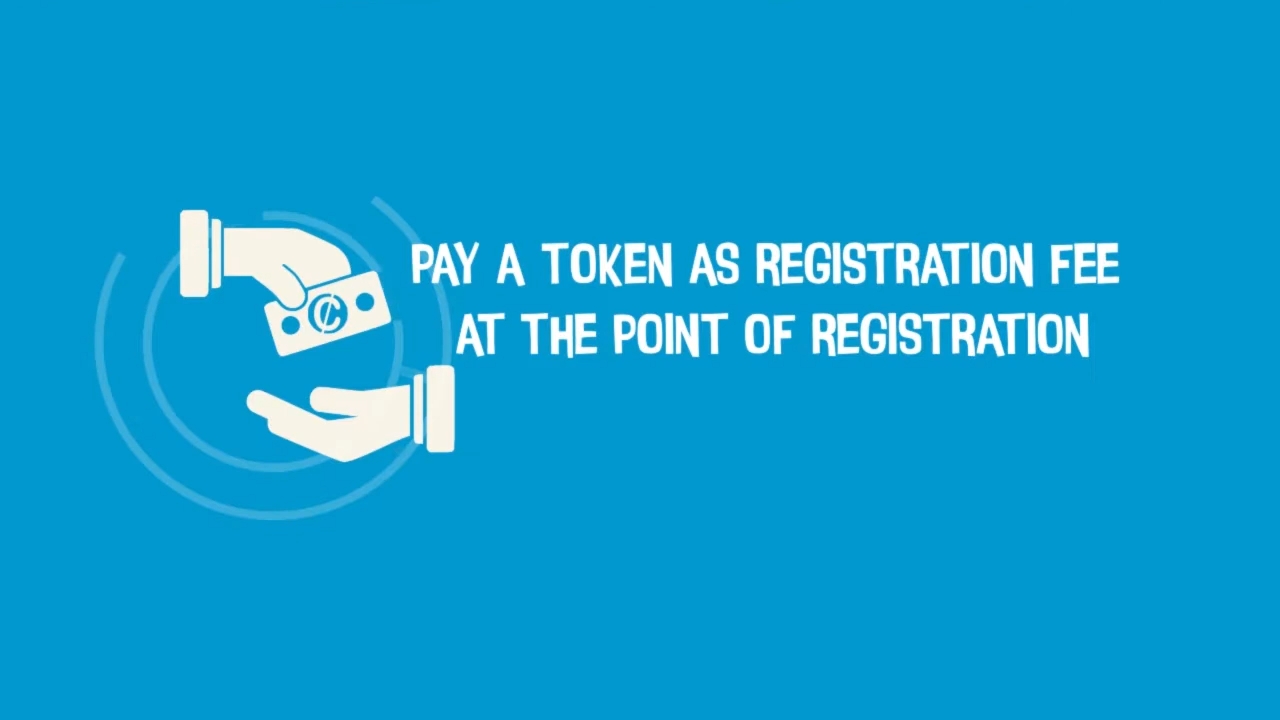 PAY A TOKEN AS REGISTRATION FEE
AT THE POINT OF REGISTRATION